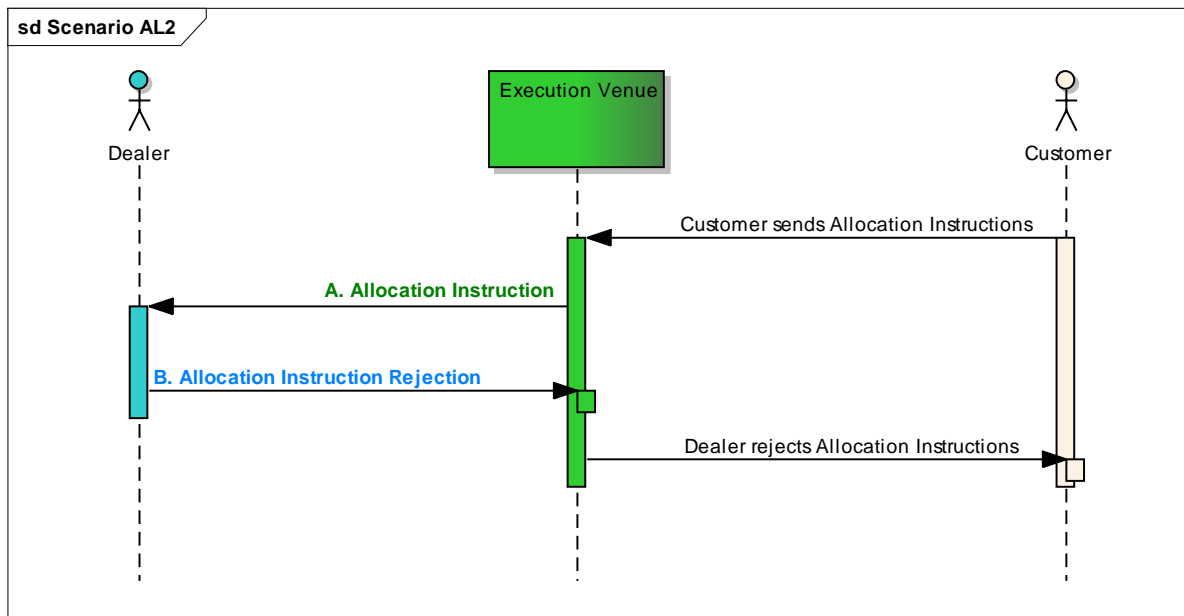 sd Scenario AL2
Dealer
Execution Venue
Customer
Customer sends Allocation Instructions
A. Allocation Instruction
B. Allocation Instruction Rejection
Dealer rejects Allocation Instructions